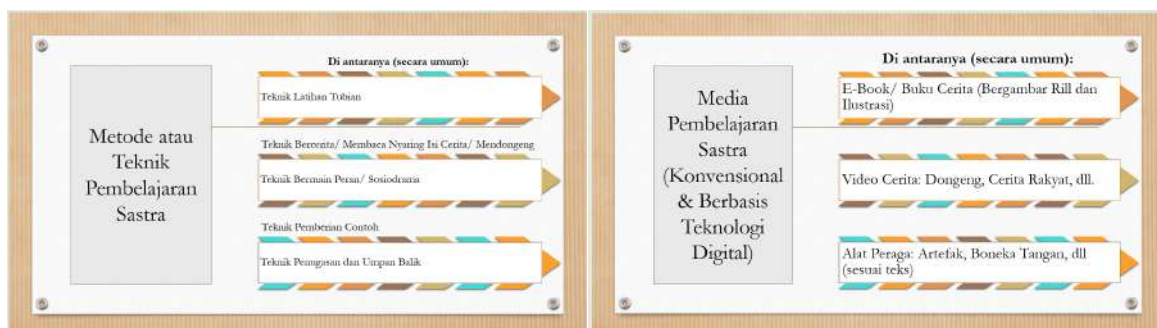 Metode atau
Teknik
Pembelajaran
Sastra
Di antaranya (secara umum):
Teknik Latihan Tubian
Teknik Bercerita/ Membaca Nyaring Isi Cerita/ Mendongeng
Teknik Bermain Peran/ Sosiodrama
Teknik Pemberian Contoh
Teknik Penugasan dan Umpan Balik
Media
Pembelajaran
Sastra
(Konvensional
& Berbasis
Teknologi
Digital)
Di antaranya (secara umum):
E-Book/ Buku Cerita (Bergambar Rill dan
Ilustrasi)
Video Cerita: Dongeng, Cerita Rakyat, dll.
Alat Peraga: Artefak, Boneka Tangan, dll
(sesuai teks)